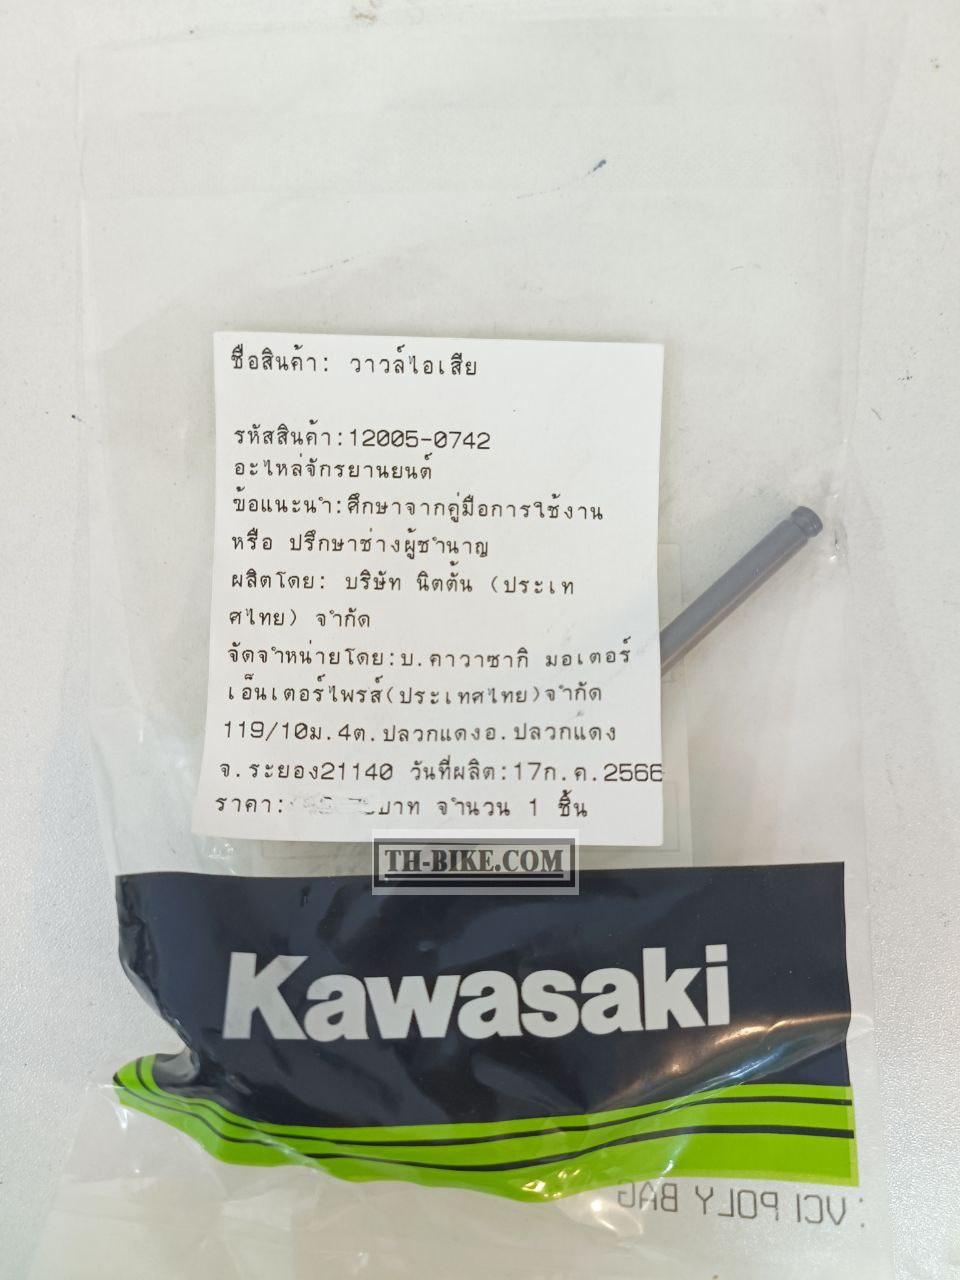 ชื่อสินค้า: วาวล์ไอเสีย
รหัสสินค้า:12005-0742
อะไหล่จักรยานยนต์
ข้อแนะนำ:ศึกษาจากคู่มือการใช้งาน
หรือ ปรึกษาช่างผู้ชำนาญ
ผลิตโดย: บริษัท นิตตั้น (ประเท
ศไทย) จำกัด
จัดจำหน่ายโดย:บ.คาวาซากิ มอเตอร์
เอ็นเตอร์ไพรส์(ประเทศไทย)จำกัด
119/10ม.4ต.ปลวกแดงอ.ปลวกแดง
จ.ระยอง21140 วันที่ผลิต:17ก.ค.2566
ราคา: บาท จำนวน 1 ชิ้น
TH-BIKE.COM
Kawasaki
:VCI POLY BAG